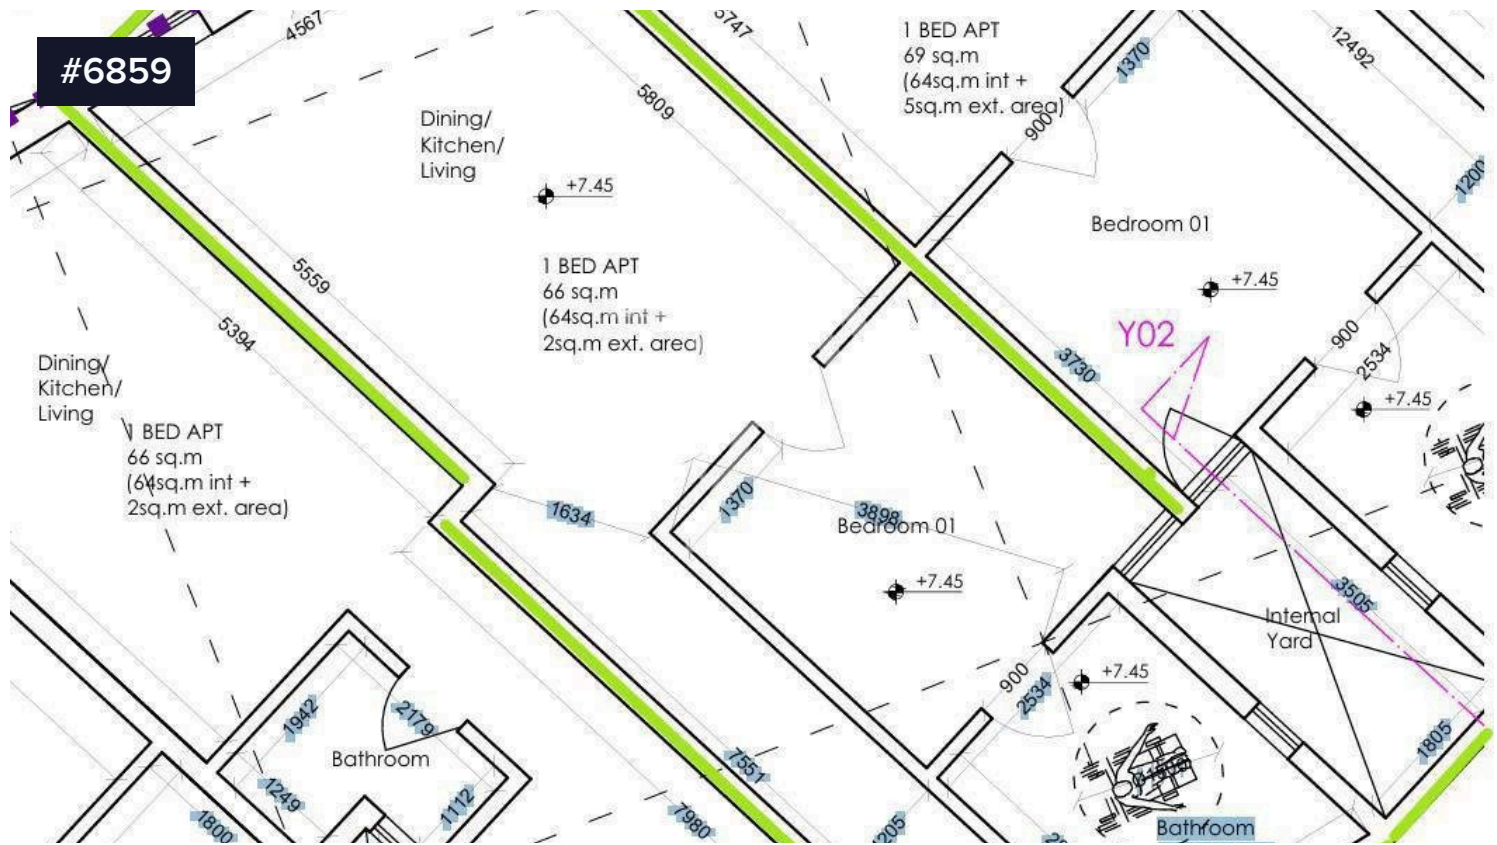 #6859
4567
5747
1 BED APT
69 sq.m
(64sq.m int +
5sq.m ext. area)
1370
12492
900
5809
Dining/
Kitchen/
Living
+7.45
1200
Bedroom 01
+7.45
5559
1 BED APT
66 sq.m
(64sq.m int +
2sq.m ext. area)
5394
Y02
900
2534
3730
+7.45
Dining/
Kitchen/
Living
1 BED APT
66 sq.m
(64sq.m int +
2sq.m ext. area)
1634
1370
3898
Bedroom 01
+7.45
3505
Internal
Yard
900
2534
+7.45
1942
2179
Bathroom
7551
1805
1249
1112
1800
7980
1205
Bathroom